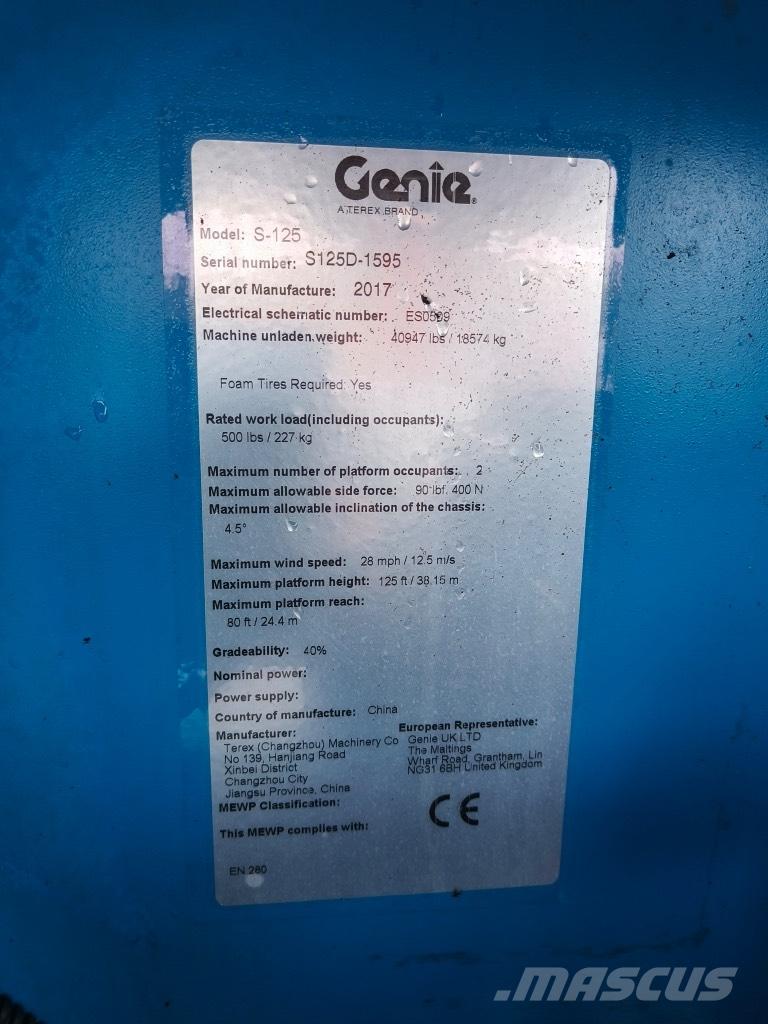 Genie
A TEREX BRAND
Model: S-125
Serial number: S125D-1595
Year of Manufacture: 2017
Electrical schematic number:
Machine unladen weight: 40947 lbs / 18574 kg
Foam Tires Required: Yes
Rated work load(including occupants):
500 lbs / 227 kg
Maximum number of platform occupants: 2
Maximum allowable side force: 90 lbf, 400 N
Maximum allowable inclination of the chassis:
4.5°
Maximum wind speed: 28 mph / 12.5 m/s
Maximum platform height: 125 ft / 38.15 m
Maximum platform reach:
80 ft / 24.4 m
Gradeability: 40%
Nominal power:
Power supply:
Country of manufacture: China
Manufacturer:
Terex (Changzhou) Machinery Co
No 139, Hanjiang Road
Xinbei District
Changzhou City
Jiangsu Province, China
European Representative:
Genie UK LTD
The Maltings
Wharf Road, Grantham, Lin
NG31 6BH United Kingdom
MEWP Classification:
CE
This MEWP complies with:
EN 280
MASCUS